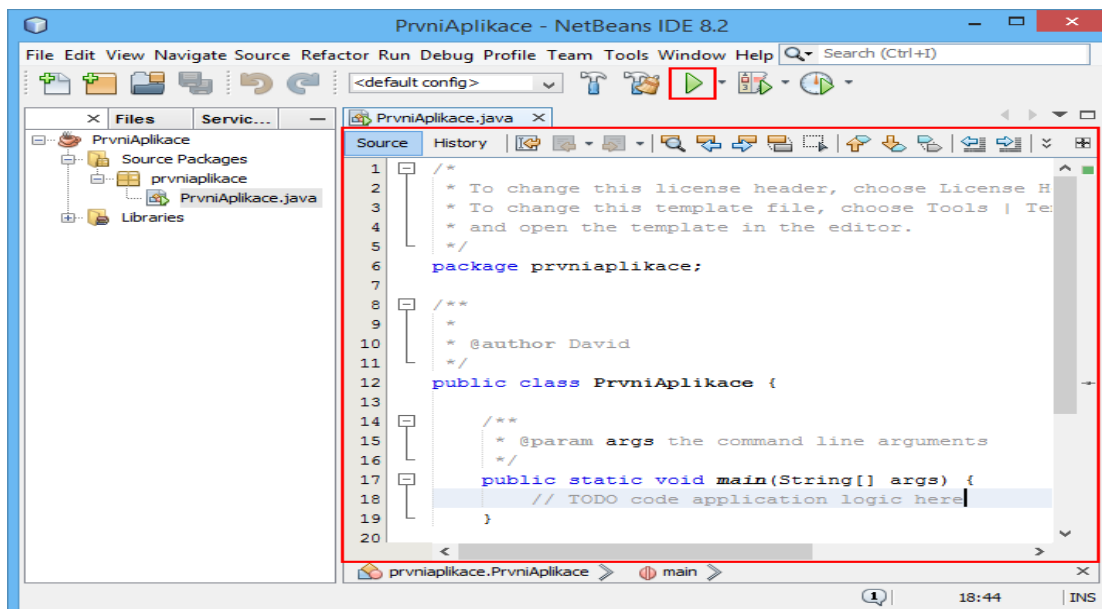 PrvniAplikace - NetBeans IDE 8.2
File Edit View Navigate Source Refactor Run Debug Profile Team Tools Window Help Search (Ctrl+I)
<default config>
Files Servic...
PrvniAplikace
Source Packages
prvniaplikace
PrvniAplikace.java
Libraries
PrvniAplikace.java
Source History
1 /*
2 * To change this license header, choose License H
3 * To change this template file, choose Tools | Te
4 * and open the template in the editor.
5 */
6 package prvniaplikace;
7
8 /**
9 *
10 * @author David
11 */
12 public class PrvniAplikace {
13
14 /**
15 * @param args the command line arguments
16 */
17 public static void main(String[] args) {
18 // TODO code application logic here
19 }
20
prvniaplikace.PrvniAplikace main
1 18:44 INS